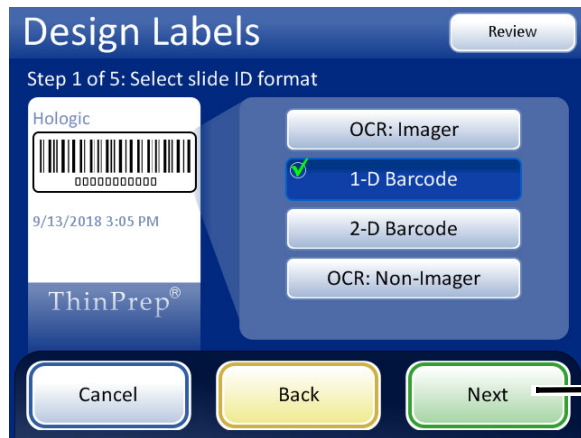 Design Labels
Review
Step 1 of 5: Select slide ID format
Hologic
00000000000
9/13/2018 3:05 PM
ThinPrep®
OCR: Imager
1-D Barcode
2-D Barcode
OCR: Non-Imager
Cancel
Back
Next